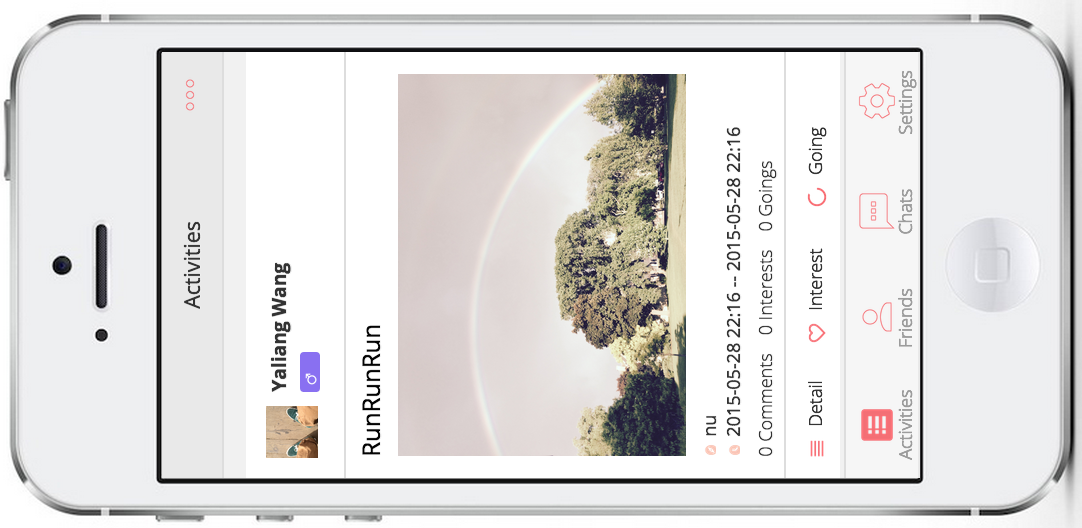 Activities
Yaliang Wang
RunRunRun
nu
2015-05-28 22:16 -- 2015-05-28 22:16
0 Comments 0 Interests 0 Goings
Detail Interest Going
Activities Friends Chats Settings